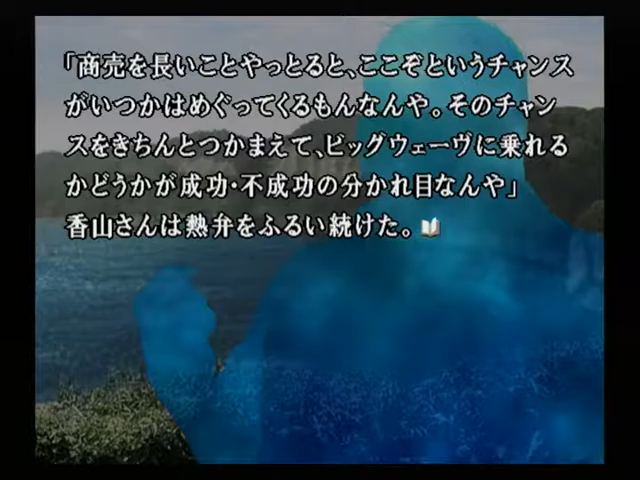 「商売を長いことやっとると、ここぞというチャンス
がいつかはめぐってくるもんなんや。そのチャン
スをきちんとつかまえて、ビッグウェーヴに乗れる
かどうかが成功・不成功の分かれ目なんや」
香山さんは熱弁をふるい続けた。